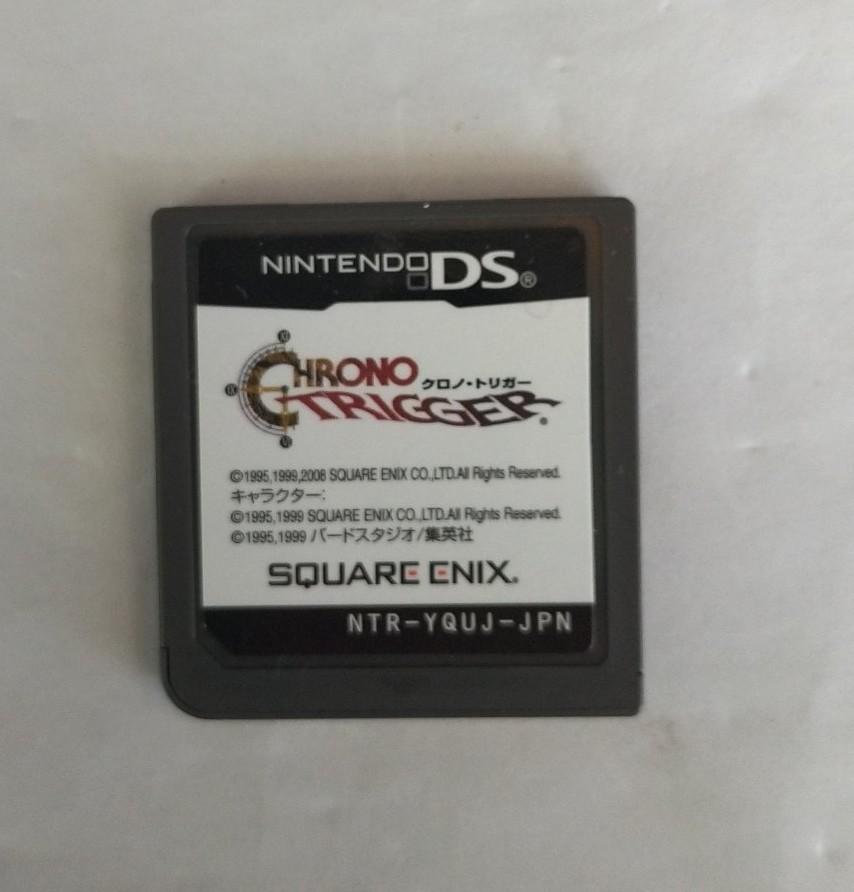 NINTENDO DS®
CHRONO
クロノ・トリガー
TRIGGER®
©1995,1999,2008 SQUARE ENIX CO.,LTD.All Rights Reserved.
キャラクター:
©1995,1999 SQUARE ENIX CO.,LTD.All Rights Reserved.
©1995,1999 バードスタジオ/集英社
SQUARE ENIX.
NTR-YQUJ-JPN